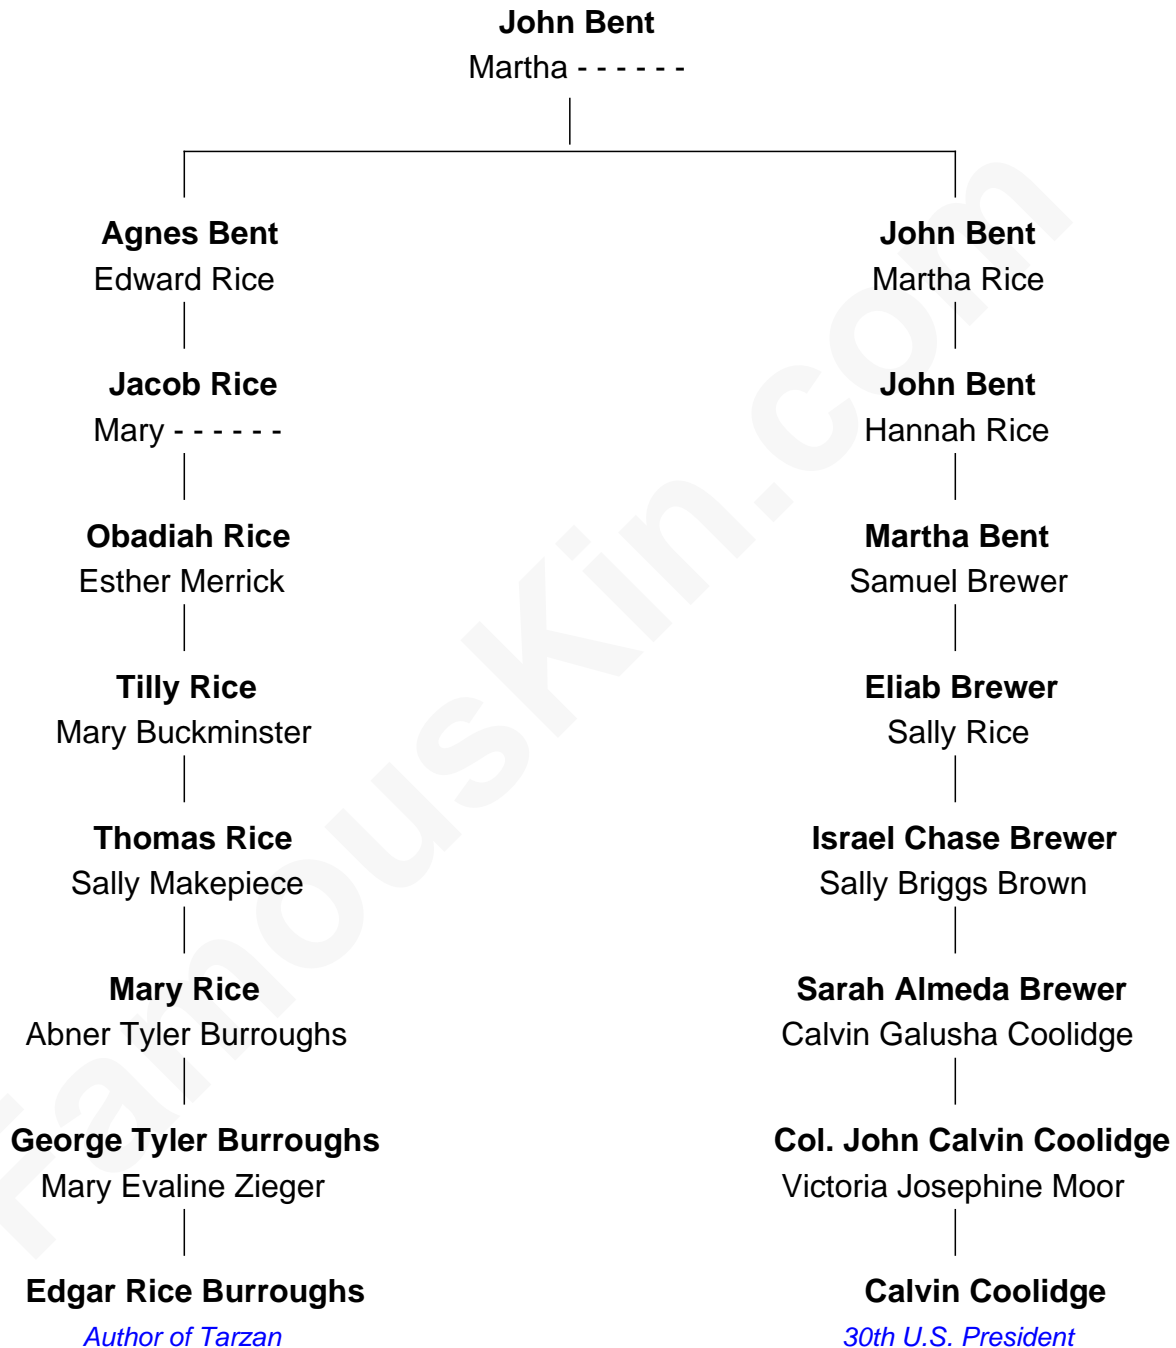 John Bent
Martha - - - - - -
Agnes Bent
Edward Rice
John Bent
Martha Rice
Jacob Rice
Mary - - - - - -
John Bent
Hannah Rice
Obadiah Rice
Esther Merrick
Martha Bent
Samuel Brewer
Tilly Rice
Mary Buckminster
Eliab Brewer
Sally Rice
Thomas Rice
Sally Makepiece
Israel Chase Brewer
Sally Briggs Brown
Mary Rice
Abner Tyler Burroughs
Sarah Almeda Brewer
Calvin Galusha Coolidge
George Tyler Burroughs
Mary Evaline Zieger
Col. John Calvin Coolidge
Victoria Josephine Moor
Edgar Rice Burroughs
Author of Tarzan
Calvin Coolidge
30th U.S. President
FamousKin.com